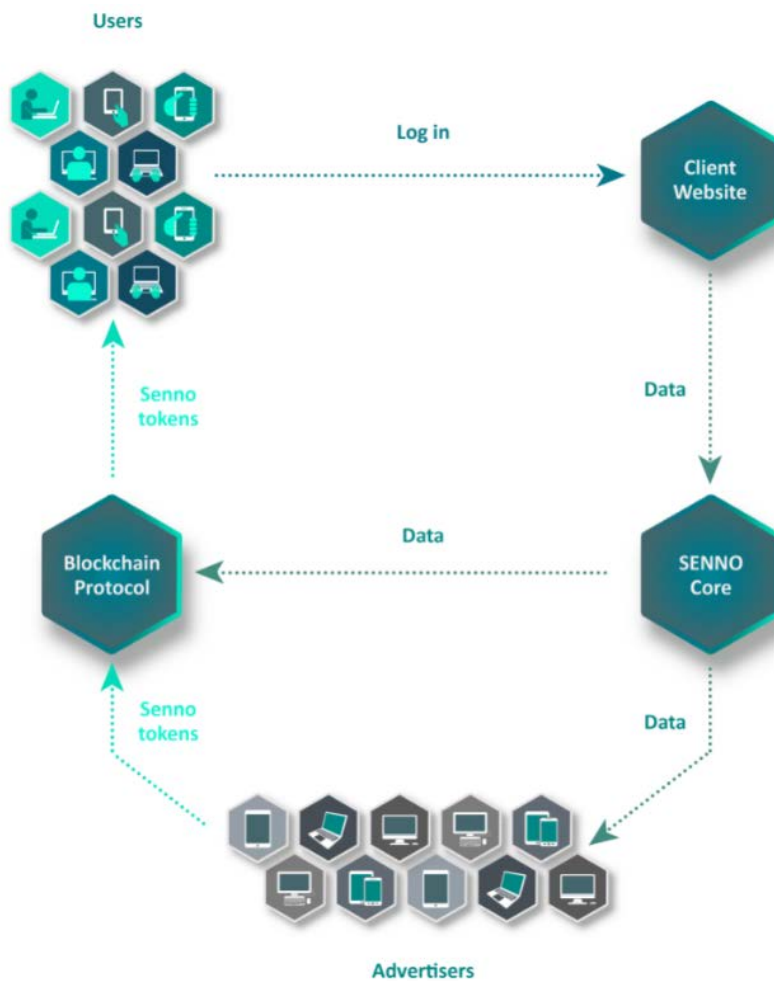 Users
Log in
Client
Website
Senno
tokens
Data
Blockchain
Protocol
Data
SENNO
Core
Senno
tokens
Data
Advertisers